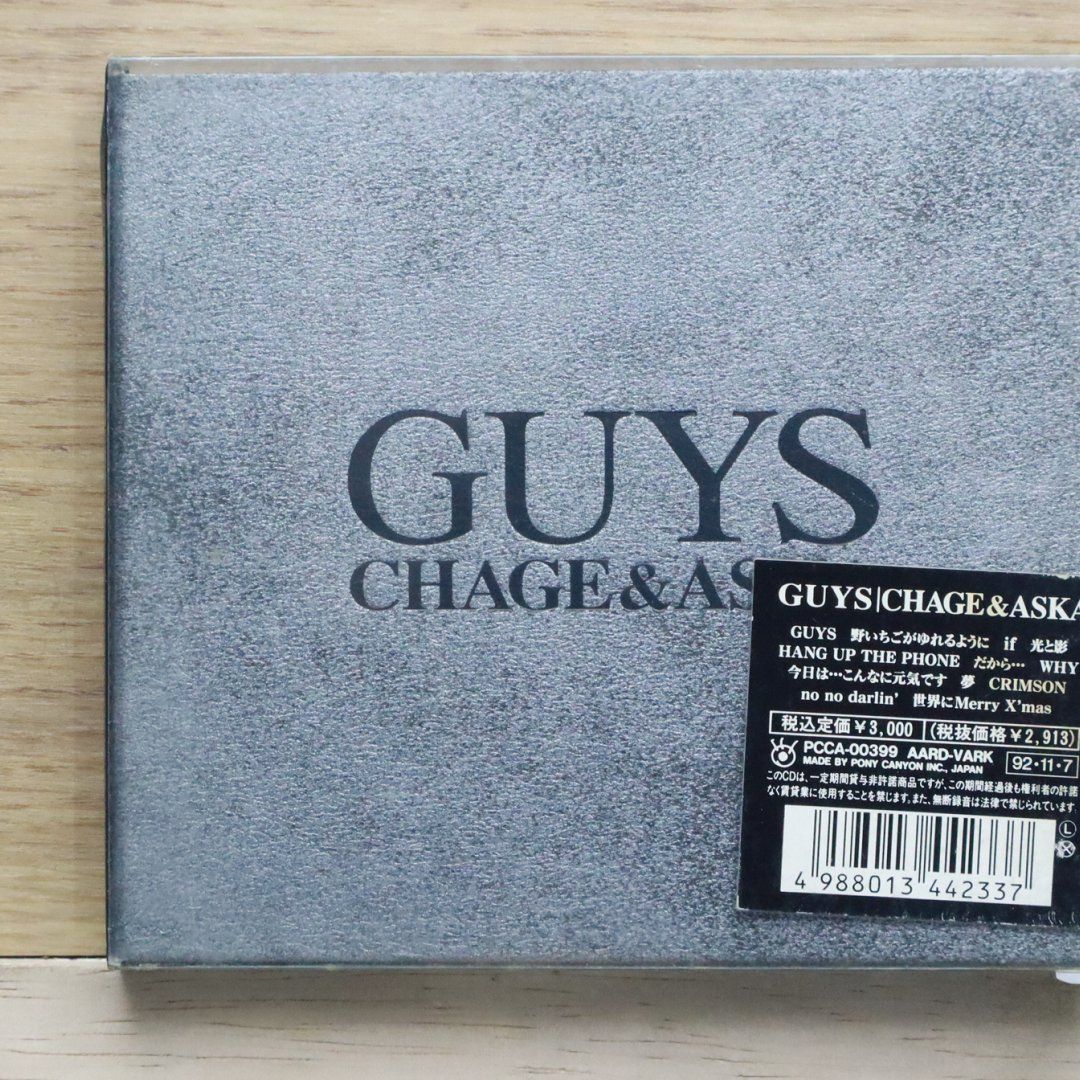 GUYS
CHAGE&AS
GUYS|CHAGE&ASKA
GUYS 野いちごがゆれるように if 光と影
HANG UP THE PHONE だから… WHY
今日は…こんなに元気です 夢 CRIMSON
no no darlin' 世界にMerry X'mas
税込定価¥3,000 (税抜価格¥2,913)
PCCA-00399 AARD-VARK
MADE BY PONY CANYON INC., JAPAN
92・11・7
このCDは、一定期間貸与非許諾商品ですが、この期間経過後も権利者の許諾
なく賃貸業に使用することを禁じます。また、無断録音は法律で禁じられています。
L
X
4 988013 442337